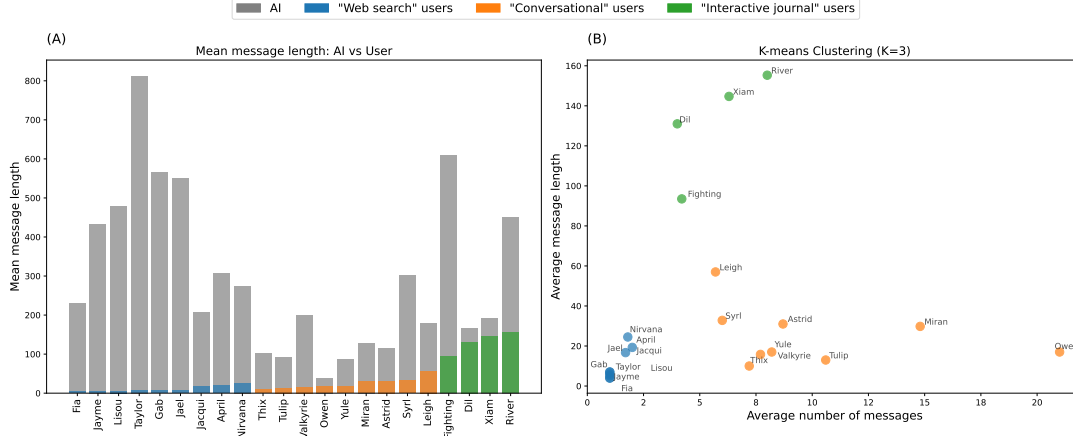 AI "Web search" users "Conversational" users "Interactive journal" users
(A)
Mean message length: AI vs User
Mean message length
800
700
600
500
400
300
200
100
0
Fia
Jayme
Lisou
Taylor
Gab
Jael
Jacqui
April
Nirvana
Thix
Tulip
Valkyrie
Owen
Yule
Miran
Astrid
Syrl
Leigh
Fighting
Dil
Xiam
River
(B)
K-means Clustering (K=3)
Average message length
160
140
120
100
80
60
40
20
0
River
Xiam
Dil
Fighting
Leigh
Syrl
Astrid
Miran
Nirvana
April
Jael
Jacqui
Yule
Valkyrie
Thix
Tulip
Owe
Gab
Taylor
Lisou
Jayme
Fia
0 2 5 8 10 12 15 18 20
Average number of messages